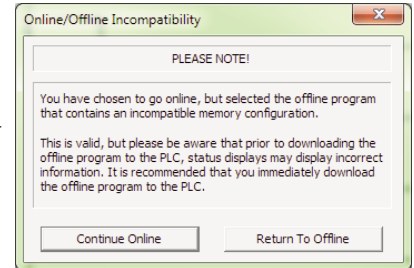 Online/Offline Incompatibility
PLEASE NOTE!
You have chosen to go online, but selected the offline program
that contains an incompatible memory configuration.
This is valid, but please be aware that prior to downloading the
offline program to the PLC, status displays may display incorrect
information. It is recommended that you immediately download
the offline program to the PLC.
Continue Online
Return To Offline